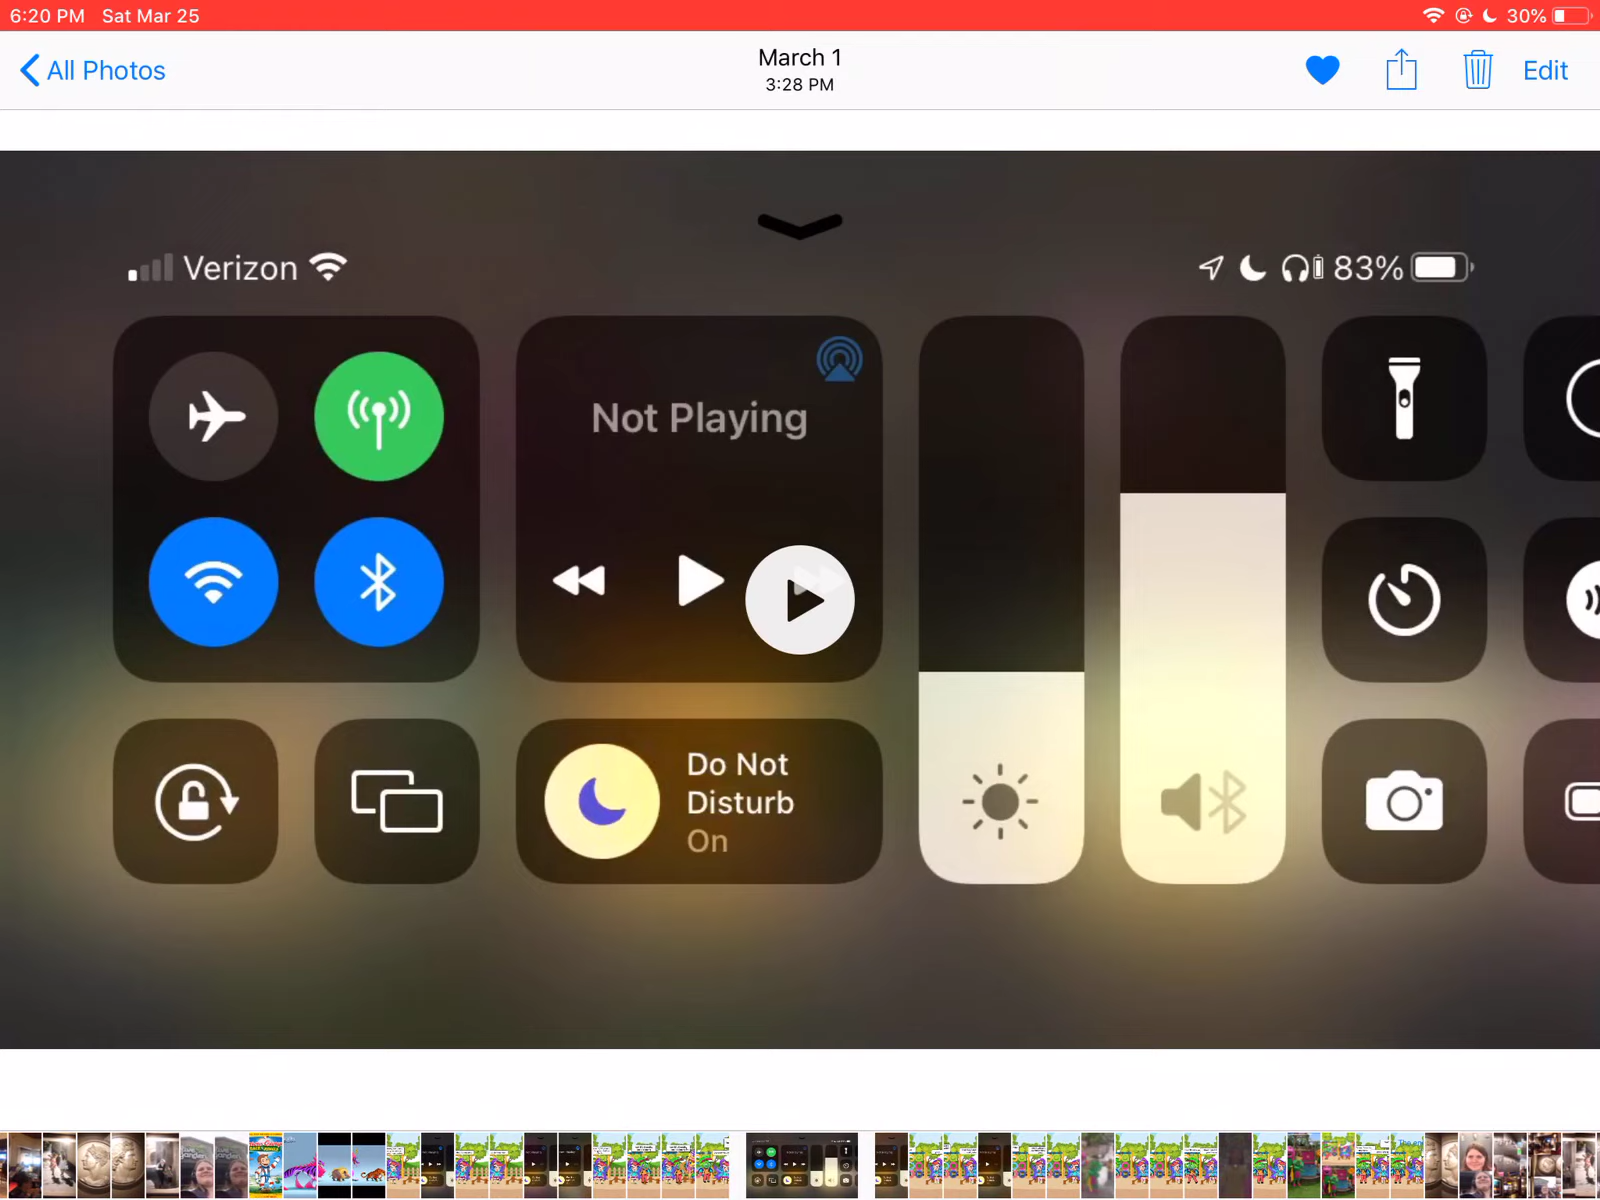 6:20 PM Sat Mar 25
30%
All Photos
March 1
3:28 PM
Edit
Verizon
83%
Not Playing
Do Not
Disturb
On